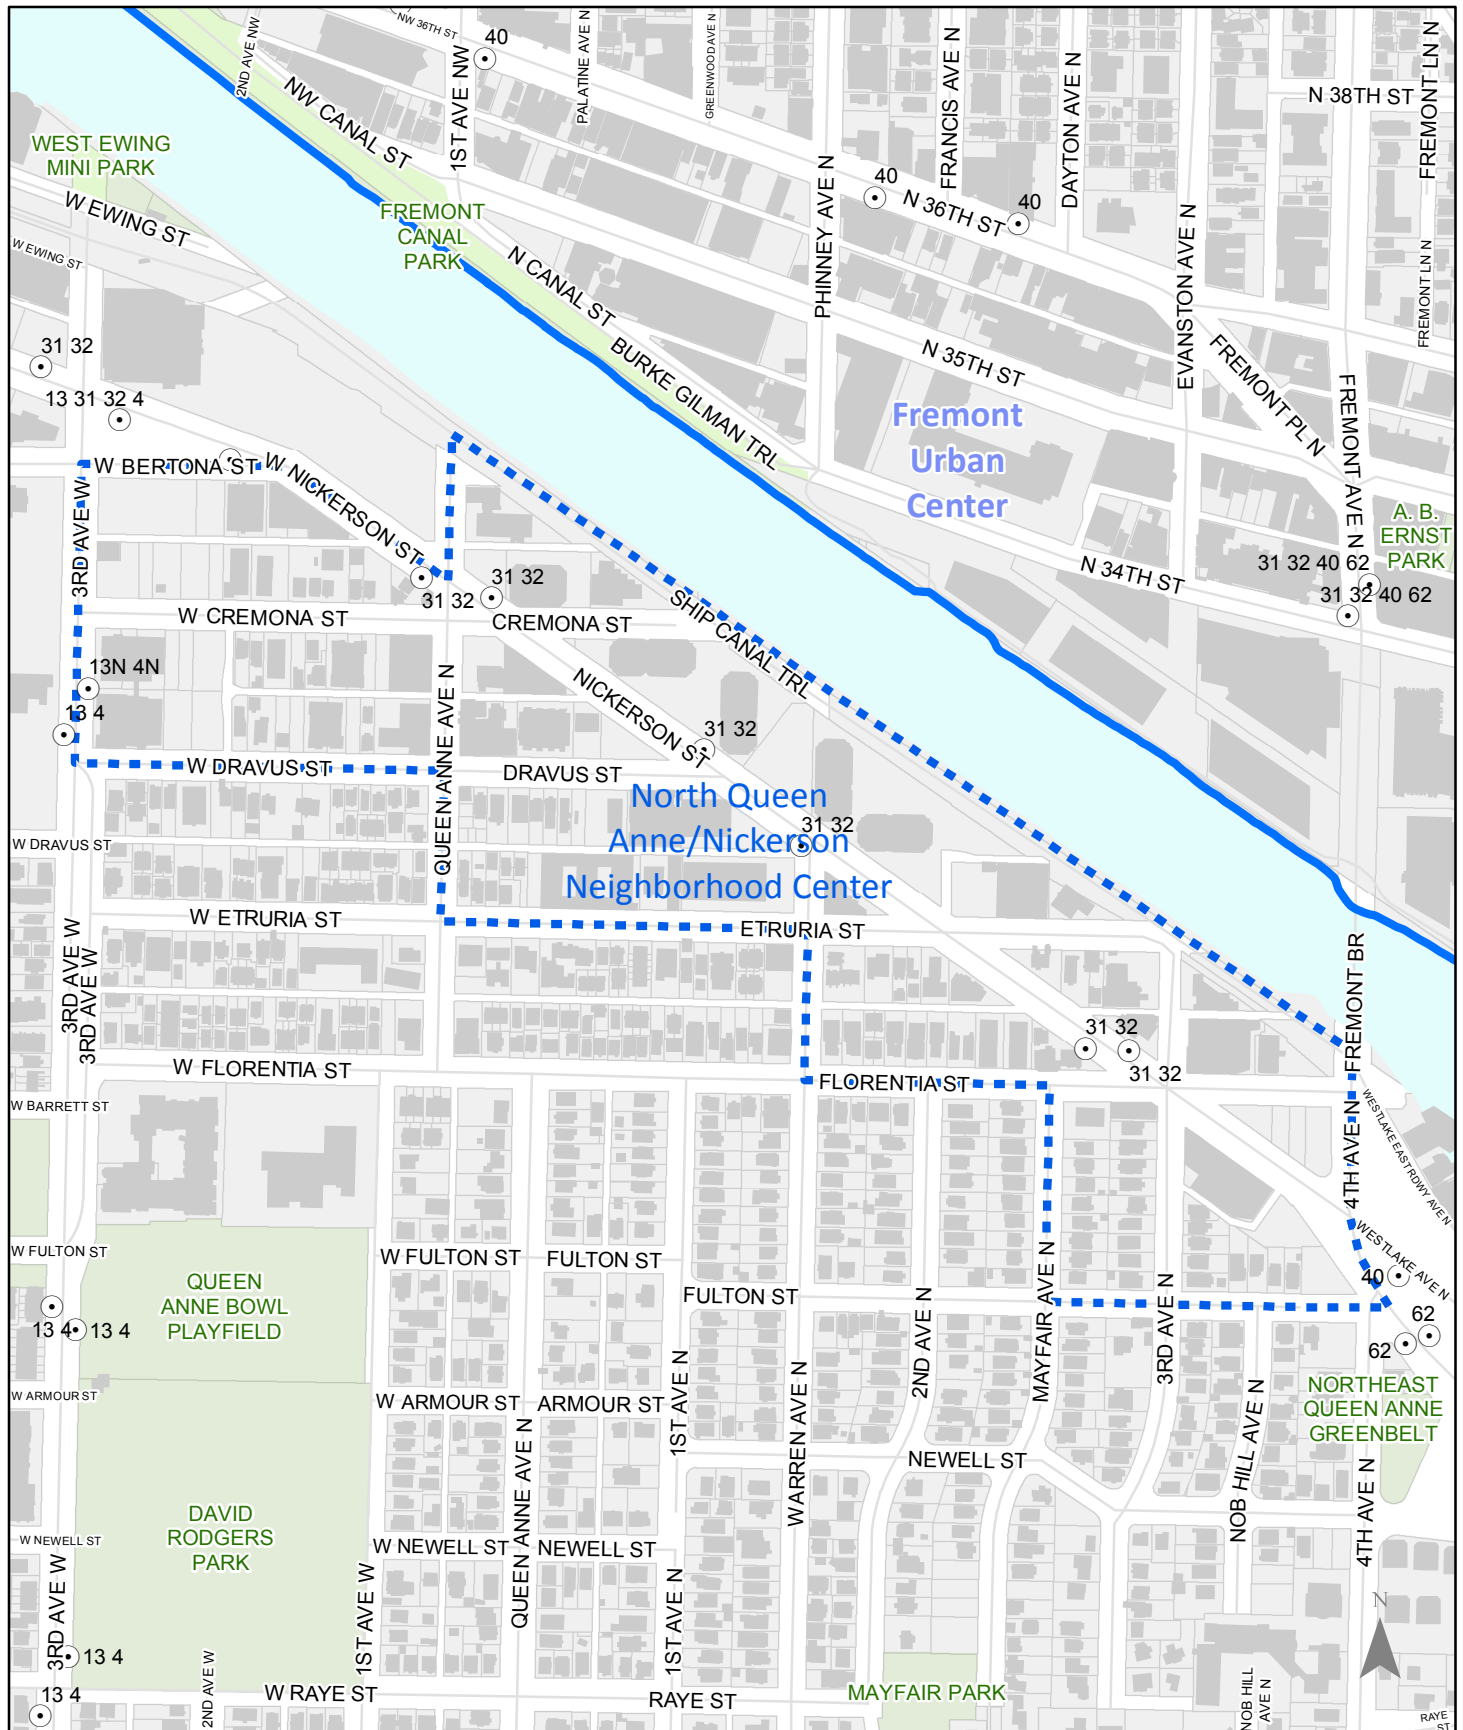 NW 36TH ST
40
2ND AVE NW
1ST AVE NW
PALATINE AVE N
GREENWOOD AVE N
FRANCIS AVE N
DAYTON AVE N
N 38TH ST
FREMONT LN N
NW CANAL ST
WEST EWING
MINI PARK
W EWING ST
W EWING ST
FREMONT
CANAL
PARK
40
N 36TH ST
40
PHINNEY AVE N
EVANSTON AVE N
FREMONT LN N
N CANAL ST
BURKE GILMAN TRL
N 35TH ST
FREMONT PL N
FREMONT AVE N
31 32
13 31 32 4
Fremont
Urban
Center
W BERTONA ST
W NICKERSON ST
3RD AVE W
A. B.
ERNST
PARK
N 34TH ST
31 32 40 62
31 32 40 62
31 32
31 32
W CREMONA ST
CREMONA ST
SHIP CANAL TRL
13N 4N
13 4
QUEEN ANNE AVE N
NICKERSON ST
31 32
W DRAVUS ST
DRAVUS ST
North Queen
Anne/Nickerson
Neighborhood Center
31 32
W DRAVUS ST
W ETRURIA ST
ETRURIA ST
3RD AVE W
3RD AVE W
FREMONT BR
31 32
31 32
W FLORENTIA ST
FLORENTIA ST
W BARRETT ST
4TH AVE N
WESTLAKE EAST RDWY AVE N
WESTLAKE AVE N
W FULTON ST
W FULTON ST
FULTON ST
FULTON ST
QUEEN
ANNE BOWL
PLAYFIELD
13 4
13 4
40
62
62
MAYFAIR AVE N
2ND AVE N
3RD AVE N
1ST AVE N
WARREN AVE N
NOB HILL AVE N
W ARMOUR ST
W ARMOUR ST
ARMOUR ST
NORTHEAST
QUEEN ANNE
GREENBELT
NEWELL ST
QUEEN ANNE AVE N
4TH AVE N
DAVID
RODGERS
PARK
W NEWELL ST
W NEWELL ST
NEWELL ST
3RD AVE W
1ST AVE W
1ST AVE N
N
13 4
13 4
2ND AVE W
W RAYE ST
RAYE ST
MAYFAIR PARK
NOB HILL
AVE N
RAYE
ST